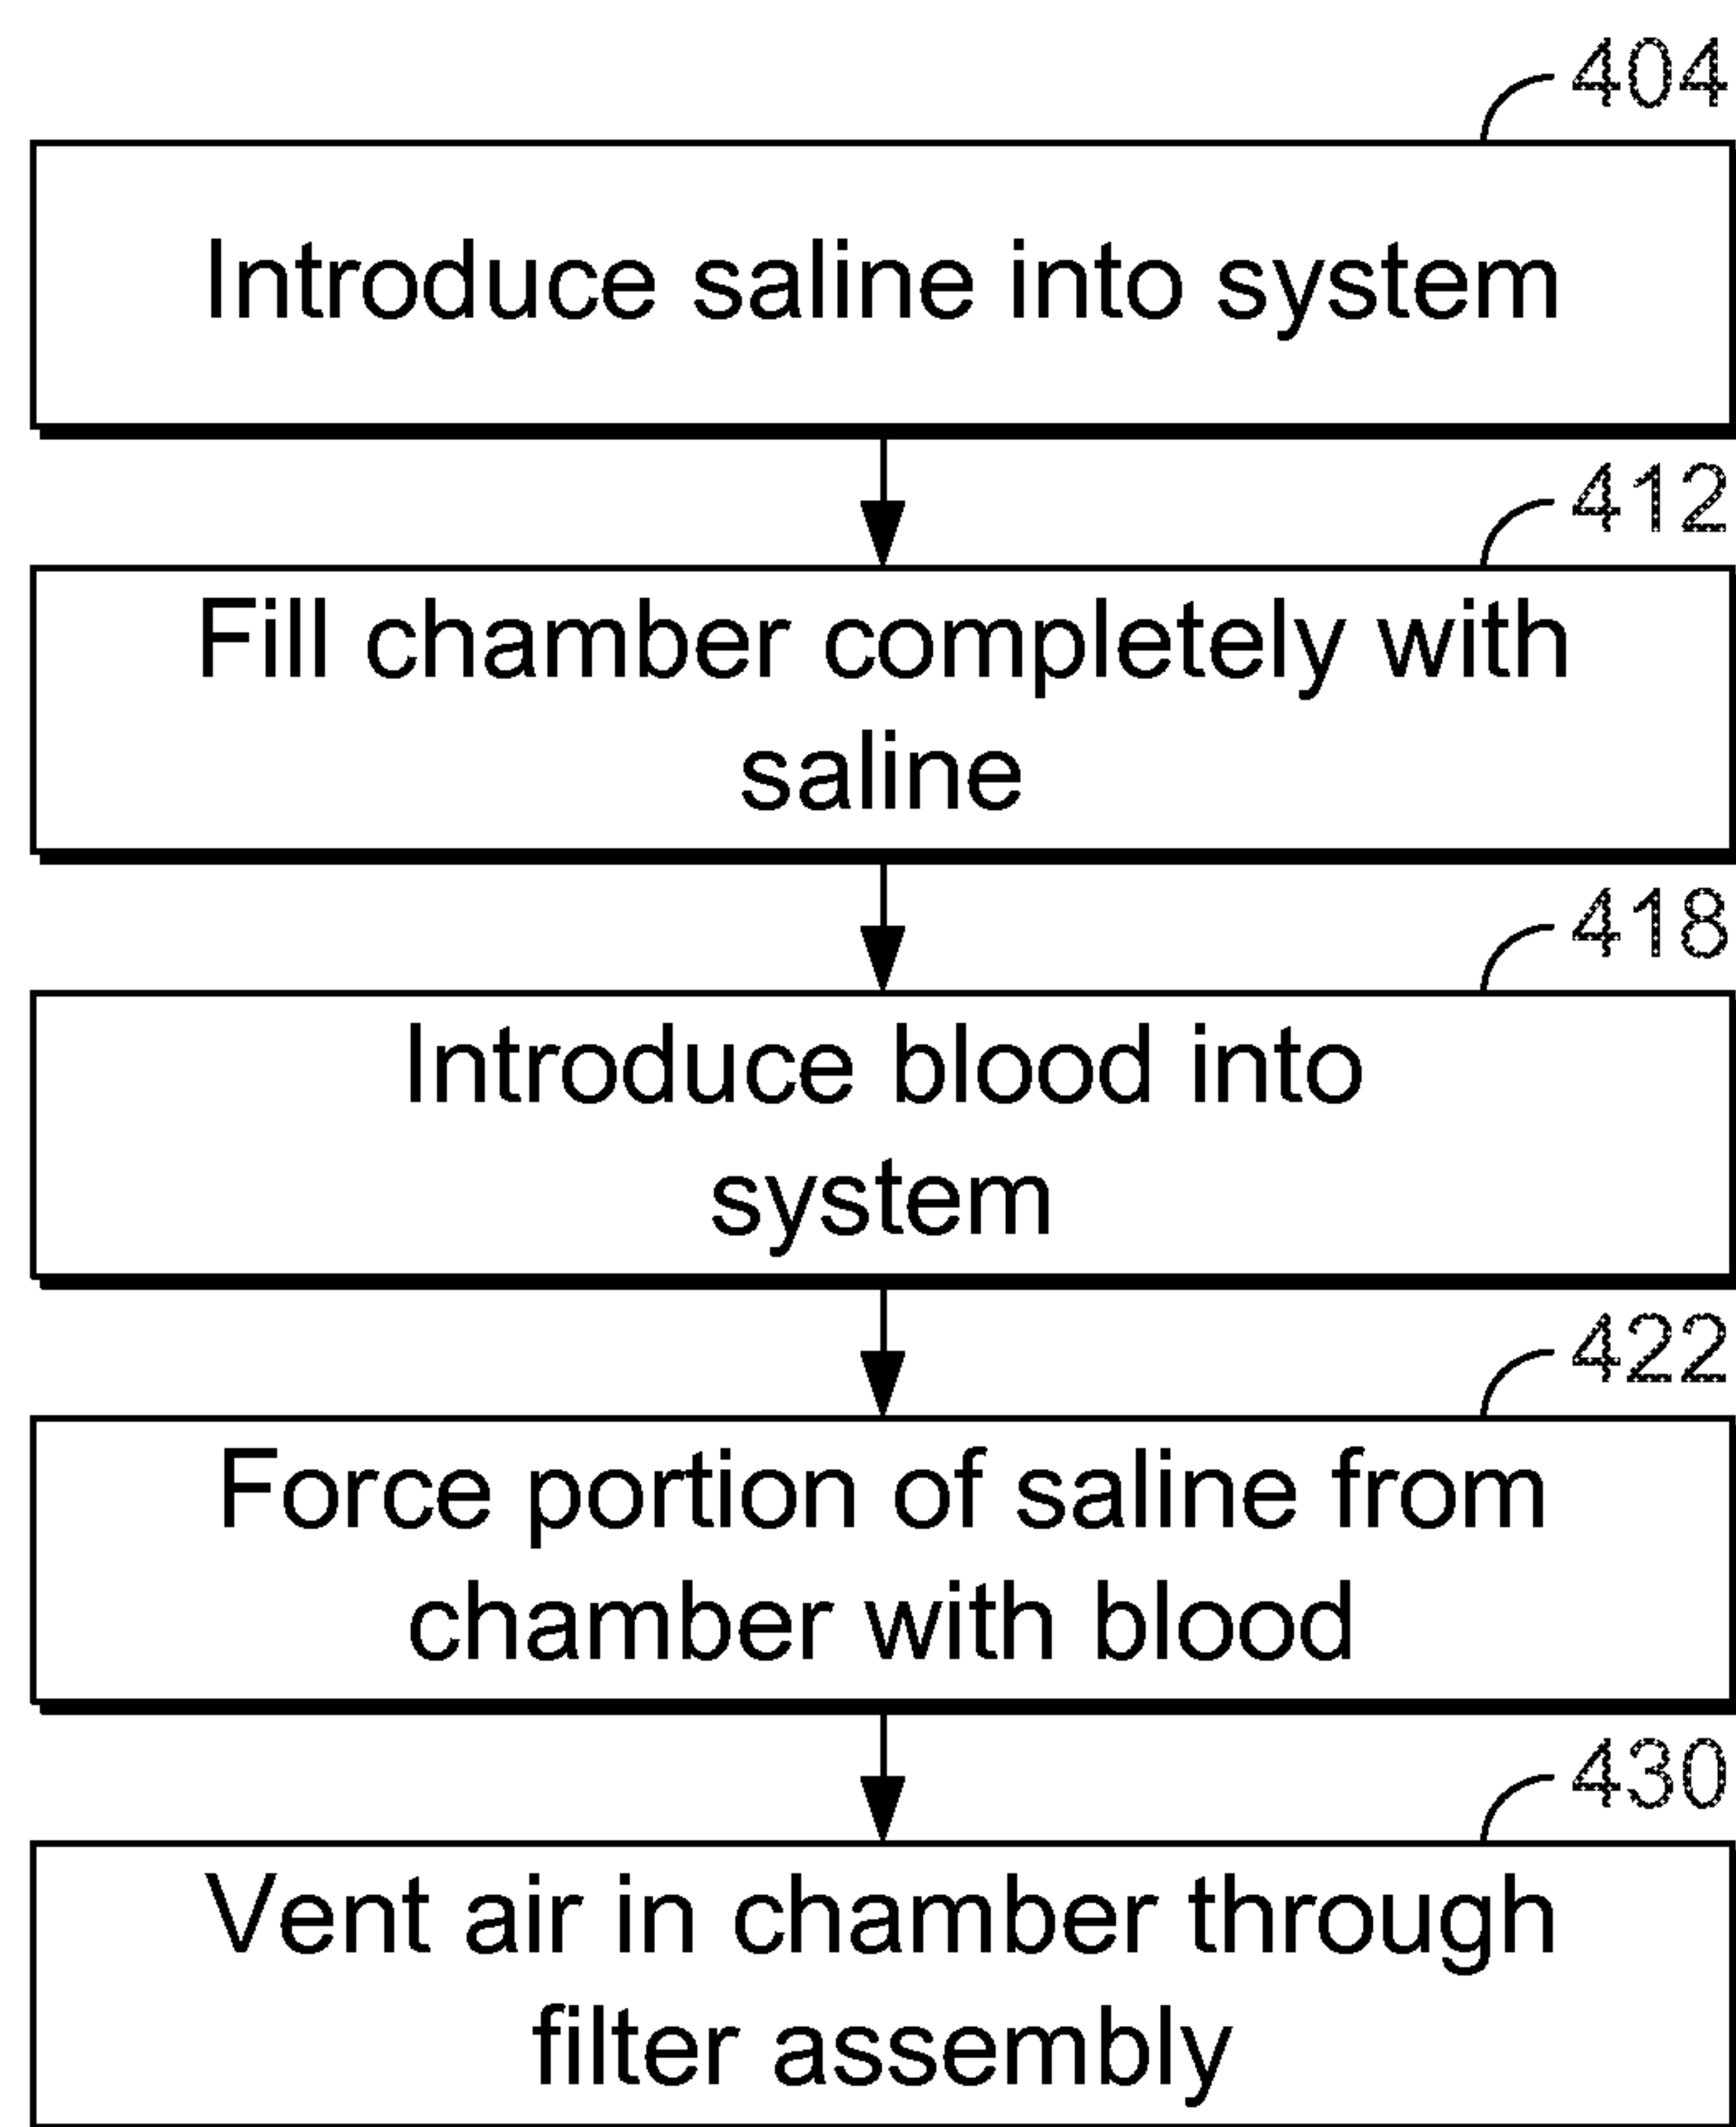 404
Introduce saline into system
412
Fill chamber completely with
saline
418
Introduce blood into
system
422
Force portion of saline from
chamber with blood
430
Vent air in chamber through
filter assembly